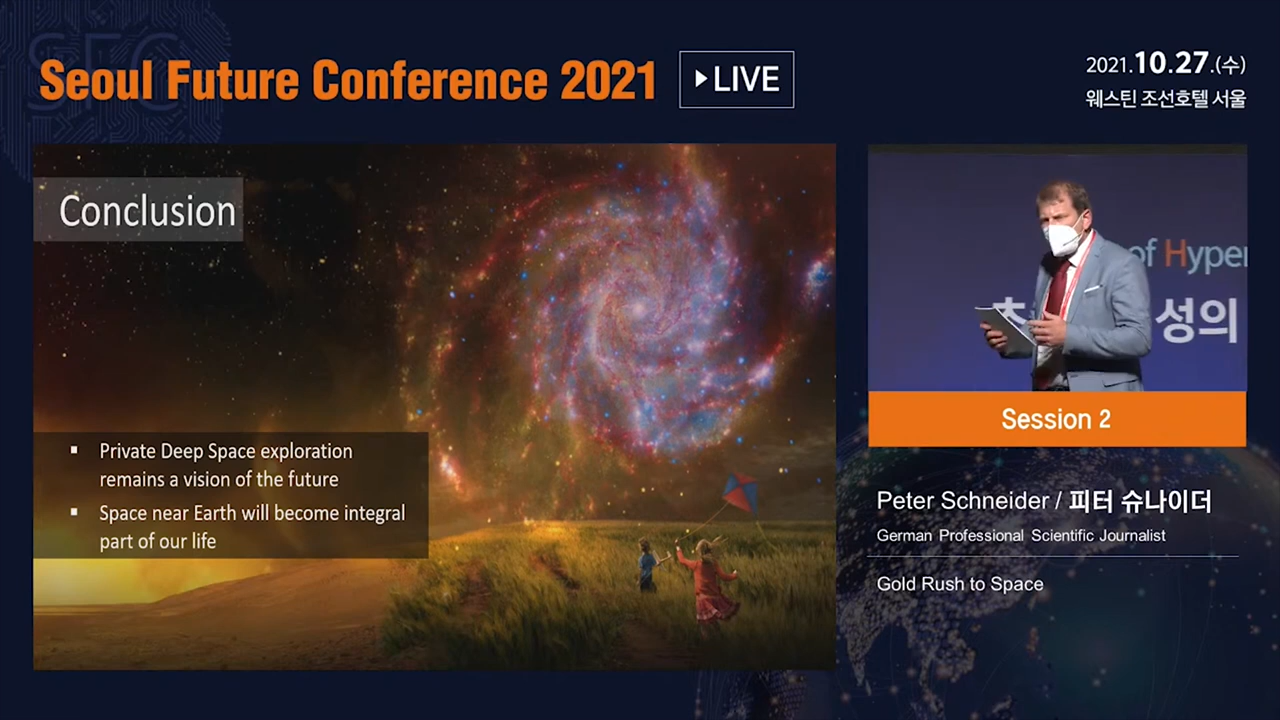 SFC
Seoul Future Conference 2021
LIVE
2021.10.27.(수)
웨스틴 조선호텔 서울
Conclusion
▪ Private Deep Space exploration
remains a vision of the future
▪ Space near Earth will become integral
part of our life
of Hyper
성의
Session 2
Peter Schneider / 피터 슈나이더
German Professional Scientific Journalist
Gold Rush to Space